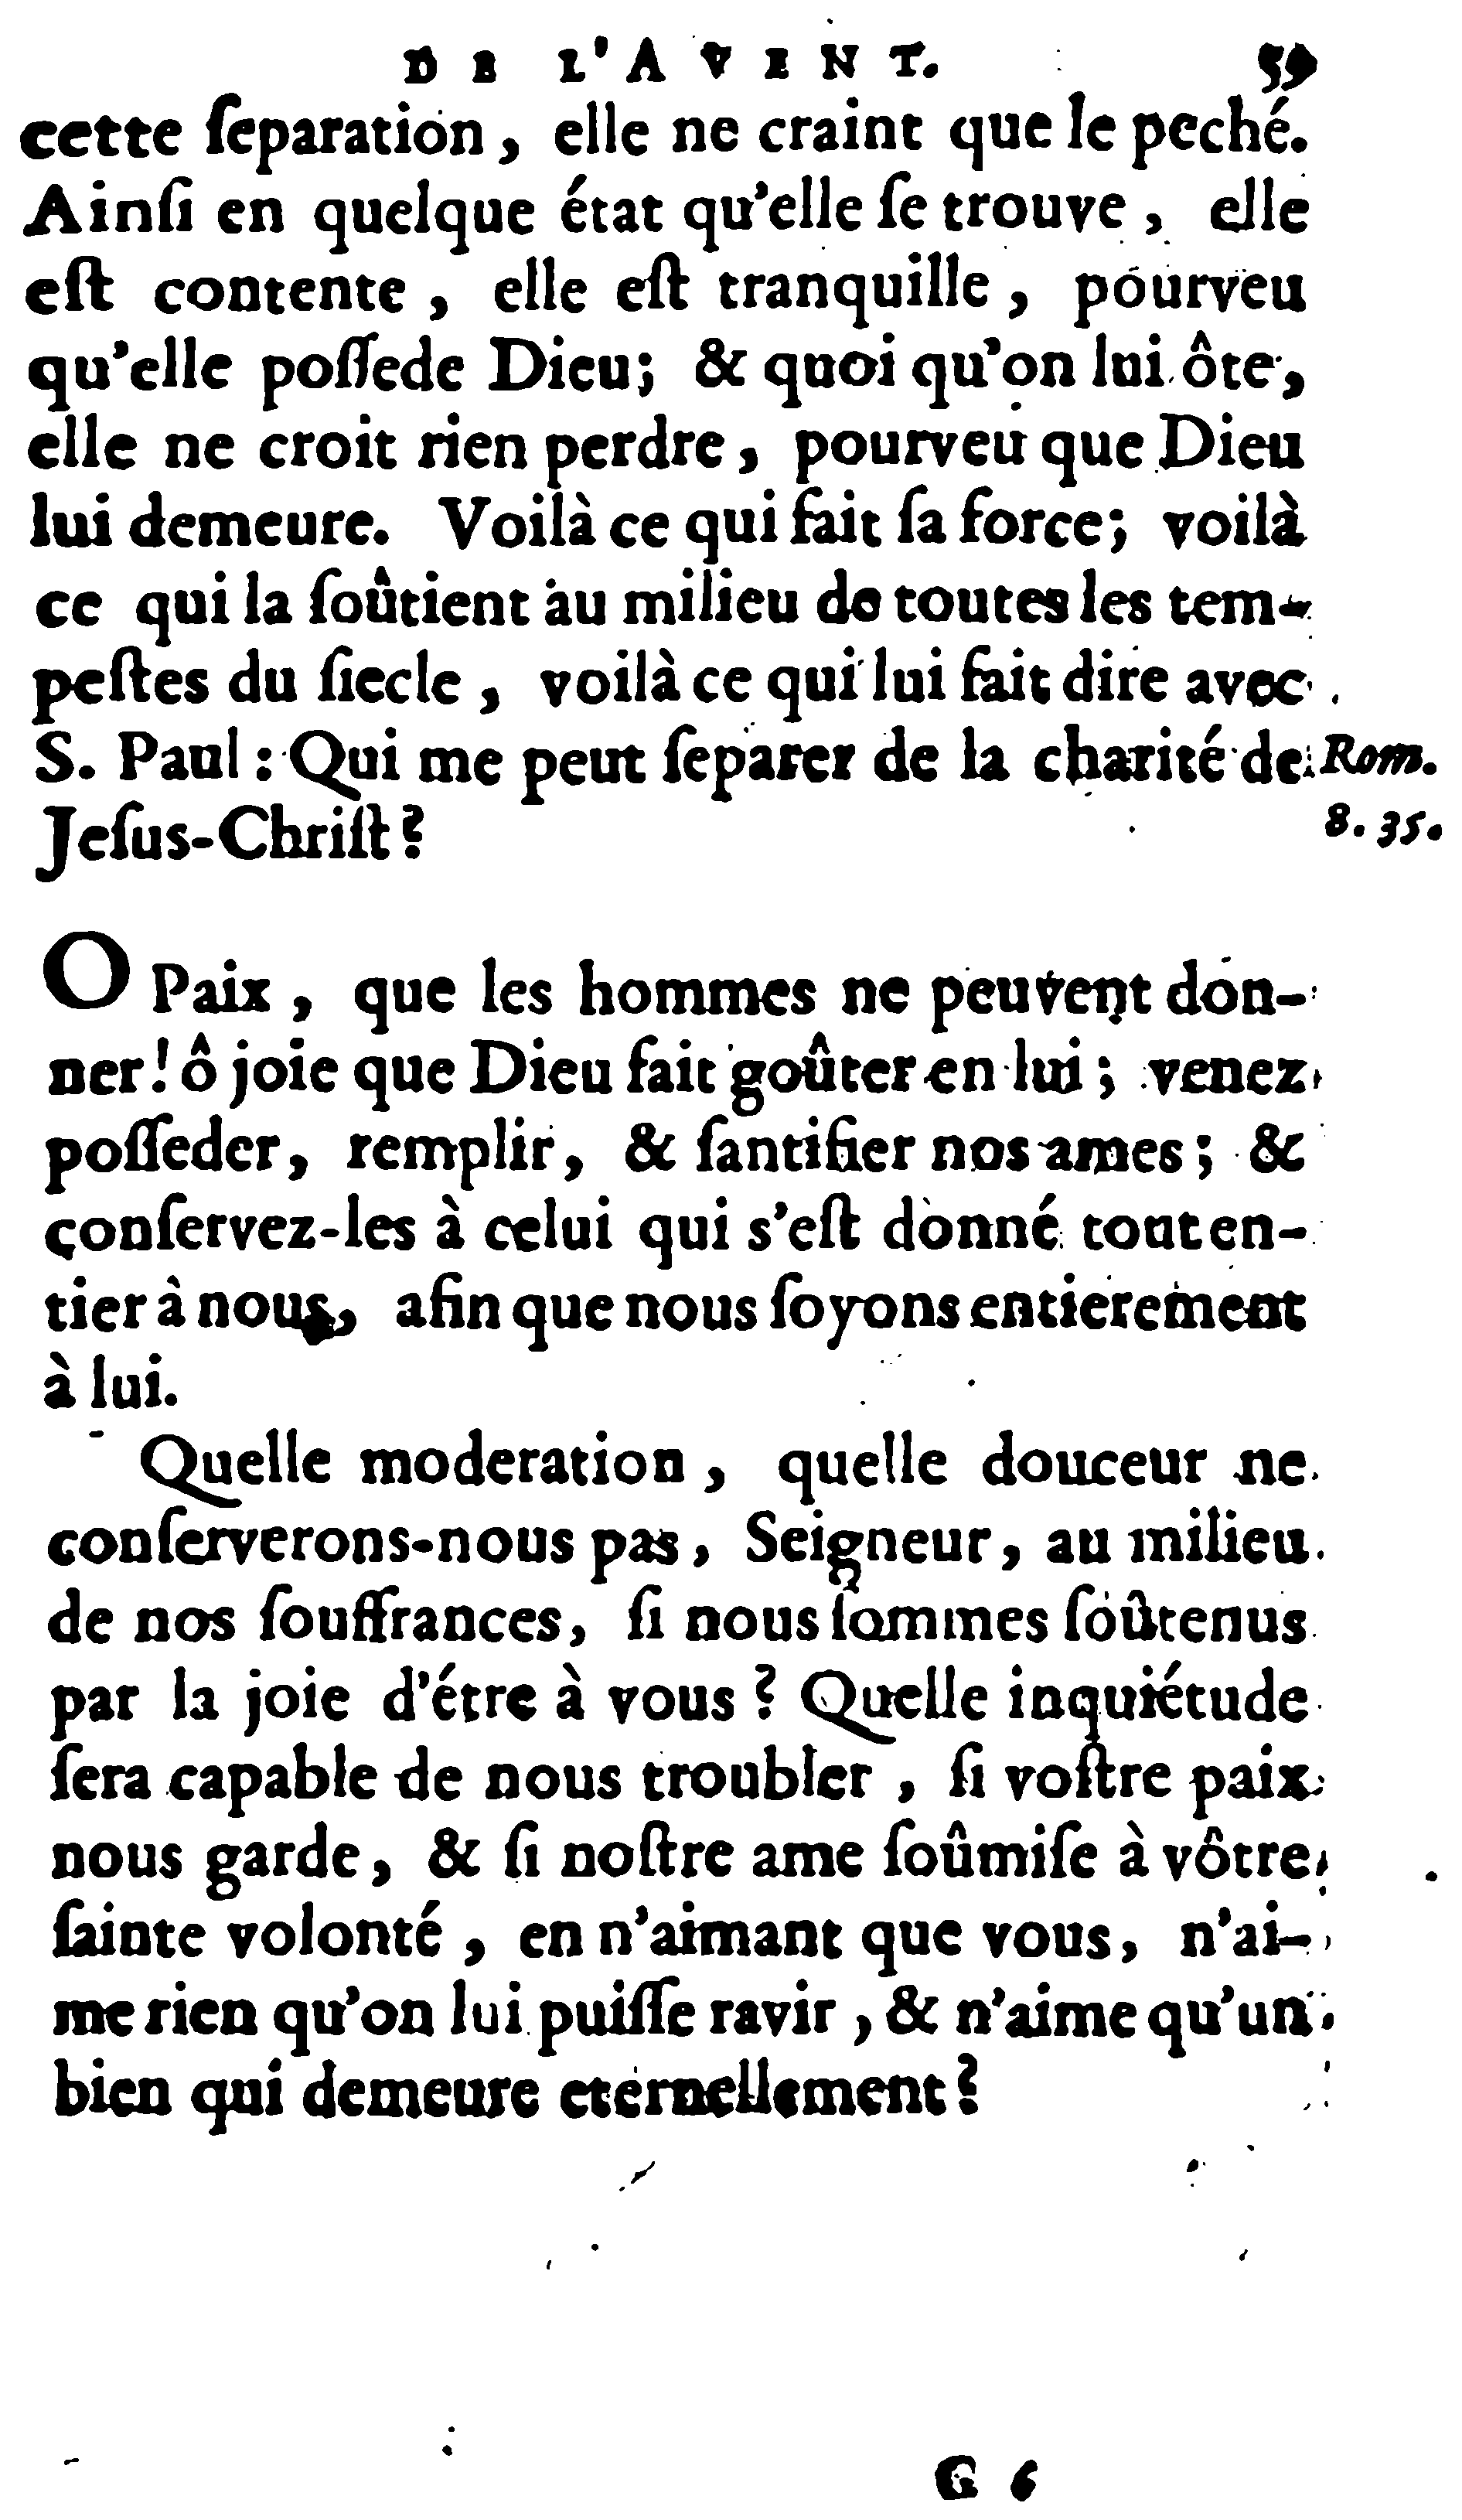 DE L'AVENT. 59
cette ſeparation, elle ne craint que le peché.
Ainſi en quelque état qu'elle ſe trouve, elle
eſt contente, elle eſt tranquille, pourveu
qu'elle poſſede Dieu; & quoi qu'on lui ôte,
elle ne croit rien perdre, pourveu que Dieu
lui demeure. Voilà ce qui fait ſa force; voilà
ce qui la ſoûtient au milieu de toutes les tem-
peſtes du ſiecle, voilà ce qui lui fait dire avec
S. Paul: Qui me peut ſeparer de la charité de Rom.
Jeſus-Chriſt? 8. 35.
O Paix, que les hommes ne peuvent don-
ner! ô joie que Dieu fait goûter en lui; venez
poſſeder, remplir, & ſantifier nos ames; &
conſervez-les à celui qui s'eſt donné tout en-
tier à nous, afin que nous ſoyons entierement
à lui.
Quelle moderation, quelle douceur ne
conſerverons-nous pas, Seigneur, au milieu
de nos ſouffrances, ſi nous ſommes ſoûtenus
par la joie d'étre à vous? Quelle inquiétude
ſera capable de nous troubler, ſi voſtre paix
nous garde, & ſi noſtre ame ſoûmiſe à vôtre
ſainte volonté, en n'aimant que vous, n'ai-
me rien qu'on lui puiſſe ravir, & n'aime qu'un
bien qui demeure eternellement?
G 6